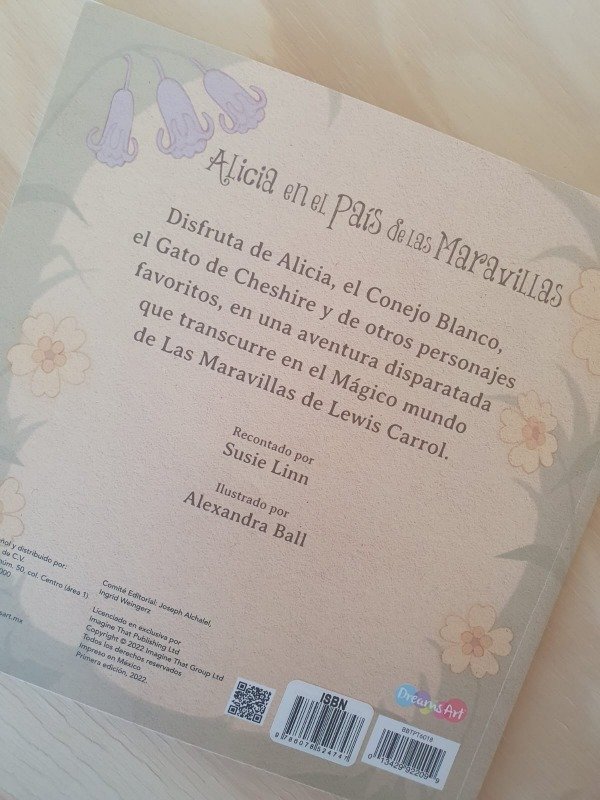 Alicia en el País de las Maravillas
Disfruta de Alicia, el Conejo Blanco,
el Gato de Cheshire y de otros personajes
favoritos, en una aventura disparatada
que transcurre en el Mágico mundo
de Las Maravillas de Lewis Carrol.
Recontado por
Susie Linn
Ilustrado por
Alexandra Ball
y distribuido por:
de C.V.
núm. 50, col. Centro (área 1)
Comité Editorial: Joseph Alchalel,
Ingrid Weingerz
Licenciado en exclusiva por
Imagine That Publishing Ltd
Copyright © 2022 Imagine That Group Ltd
Todos los derechos reservados
Impreso en México
Primera edición, 2022.
ISBN
DreamsArt
BBTP16018